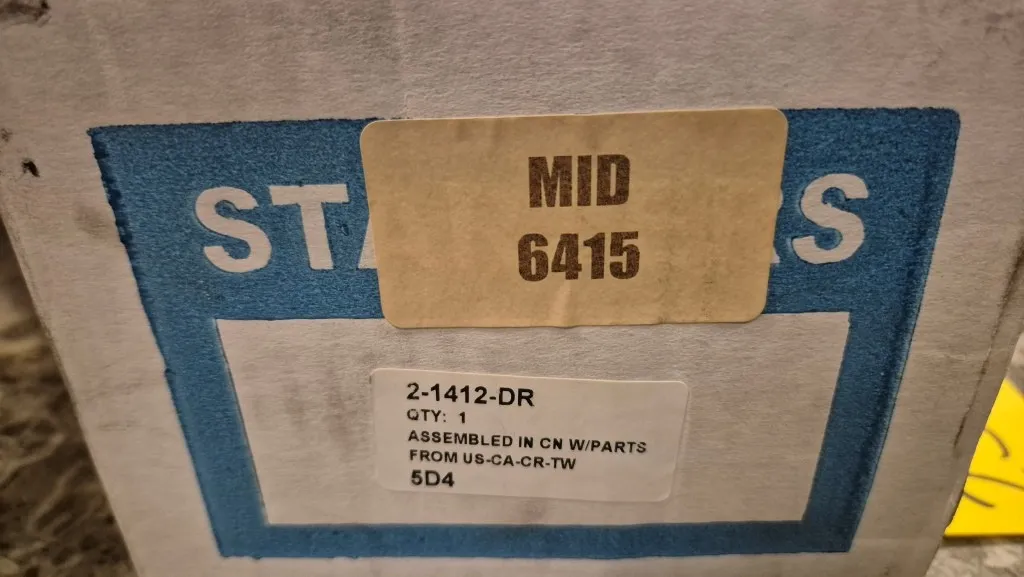 MID
6415
2-1412-DR
QTY: 1
ASSEMBLED IN CN W/PARTS
FROM US-CA-CR-TW
5D4